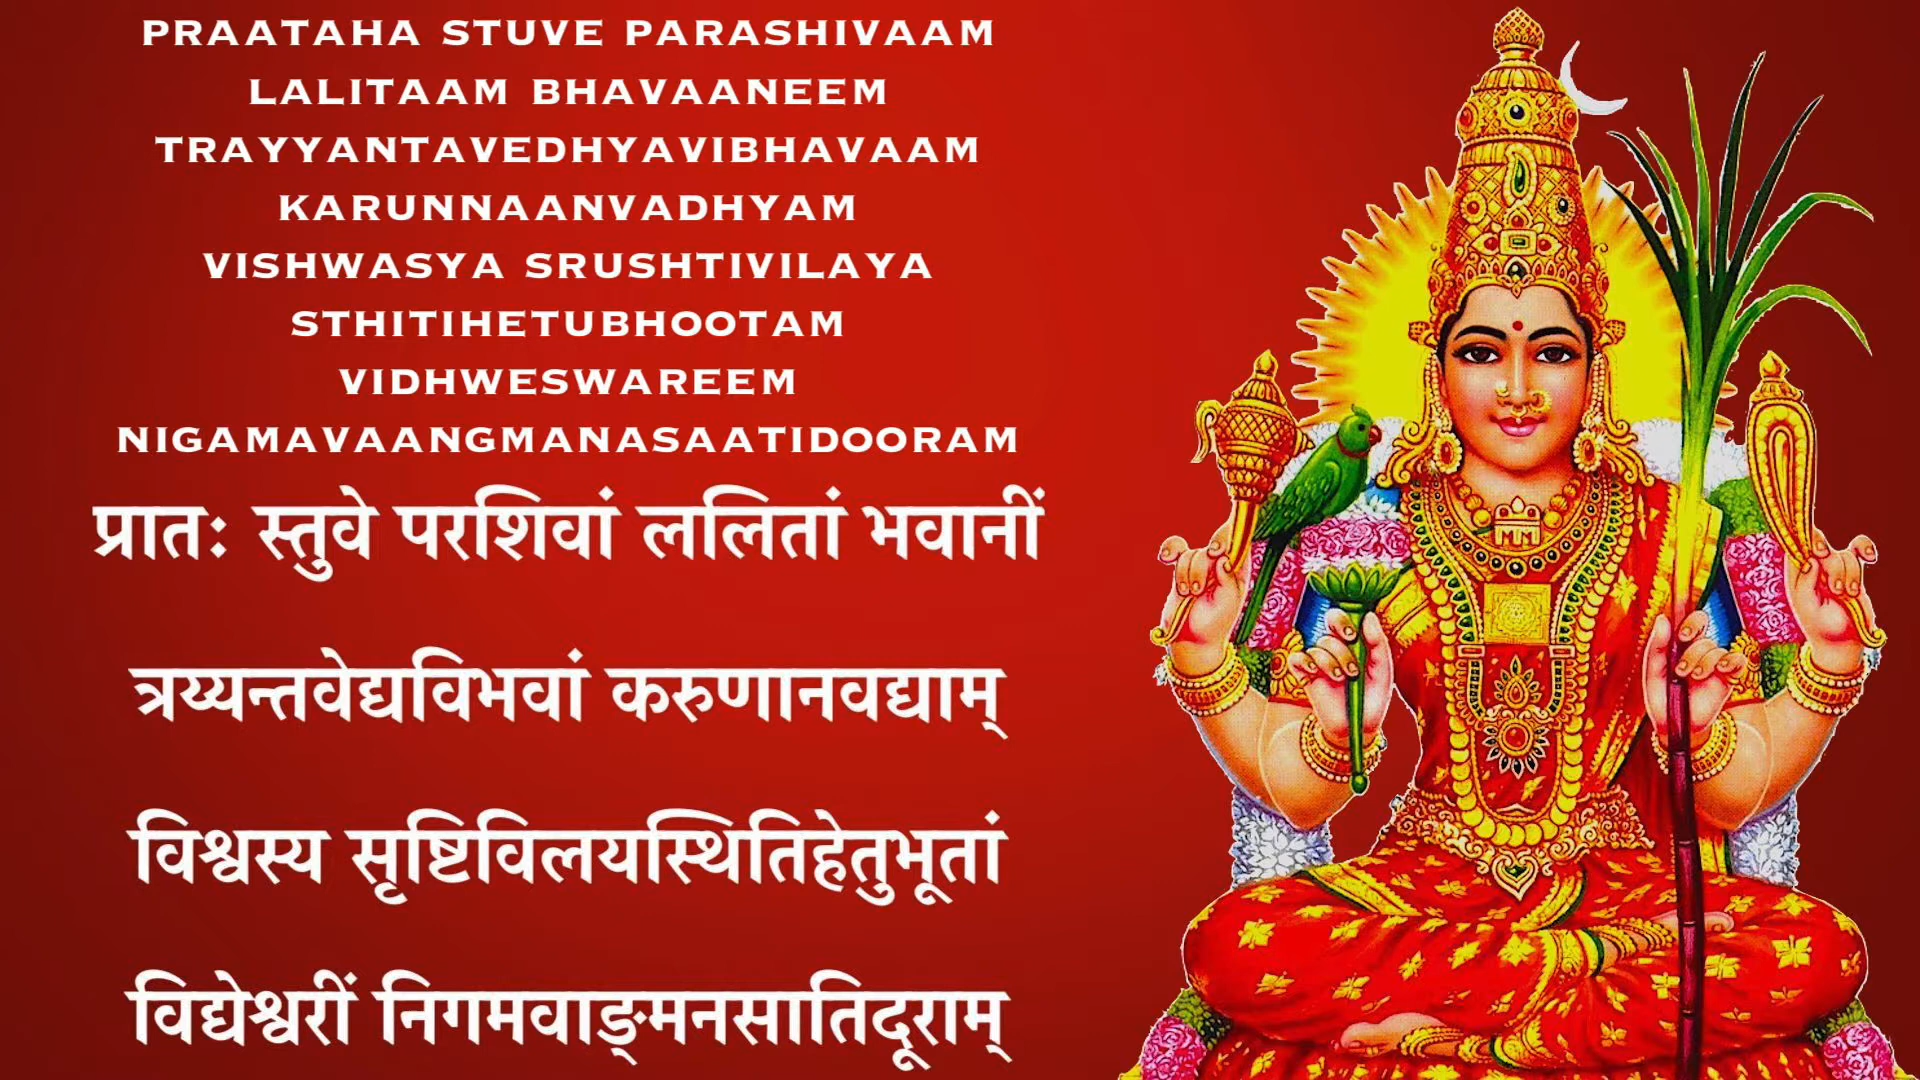 PRAATAHA STUVE PARASHIVAAM
LALITAAM BHAVAANEEM
TRAYYANTAVEDHYAVIBHAVAAM
KARUNNAANVADHYAM
VISHWASYA SRUSHTIVILAYA
STHITIHETUBHOOTAM
VIDHWESWAREEM
NIGAMAVAANGMANASAATIDOORAM
प्रातः स्तुवे परशिवां ललितां भवानीं
त्रय्यन्तवेद्यविभवां करुणानवद्याम्
विश्वस्य सृष्टिविलयस्थितिहेतुभूतां
विद्येश्वरीं निगमवाङ्मनसातिदूराम्